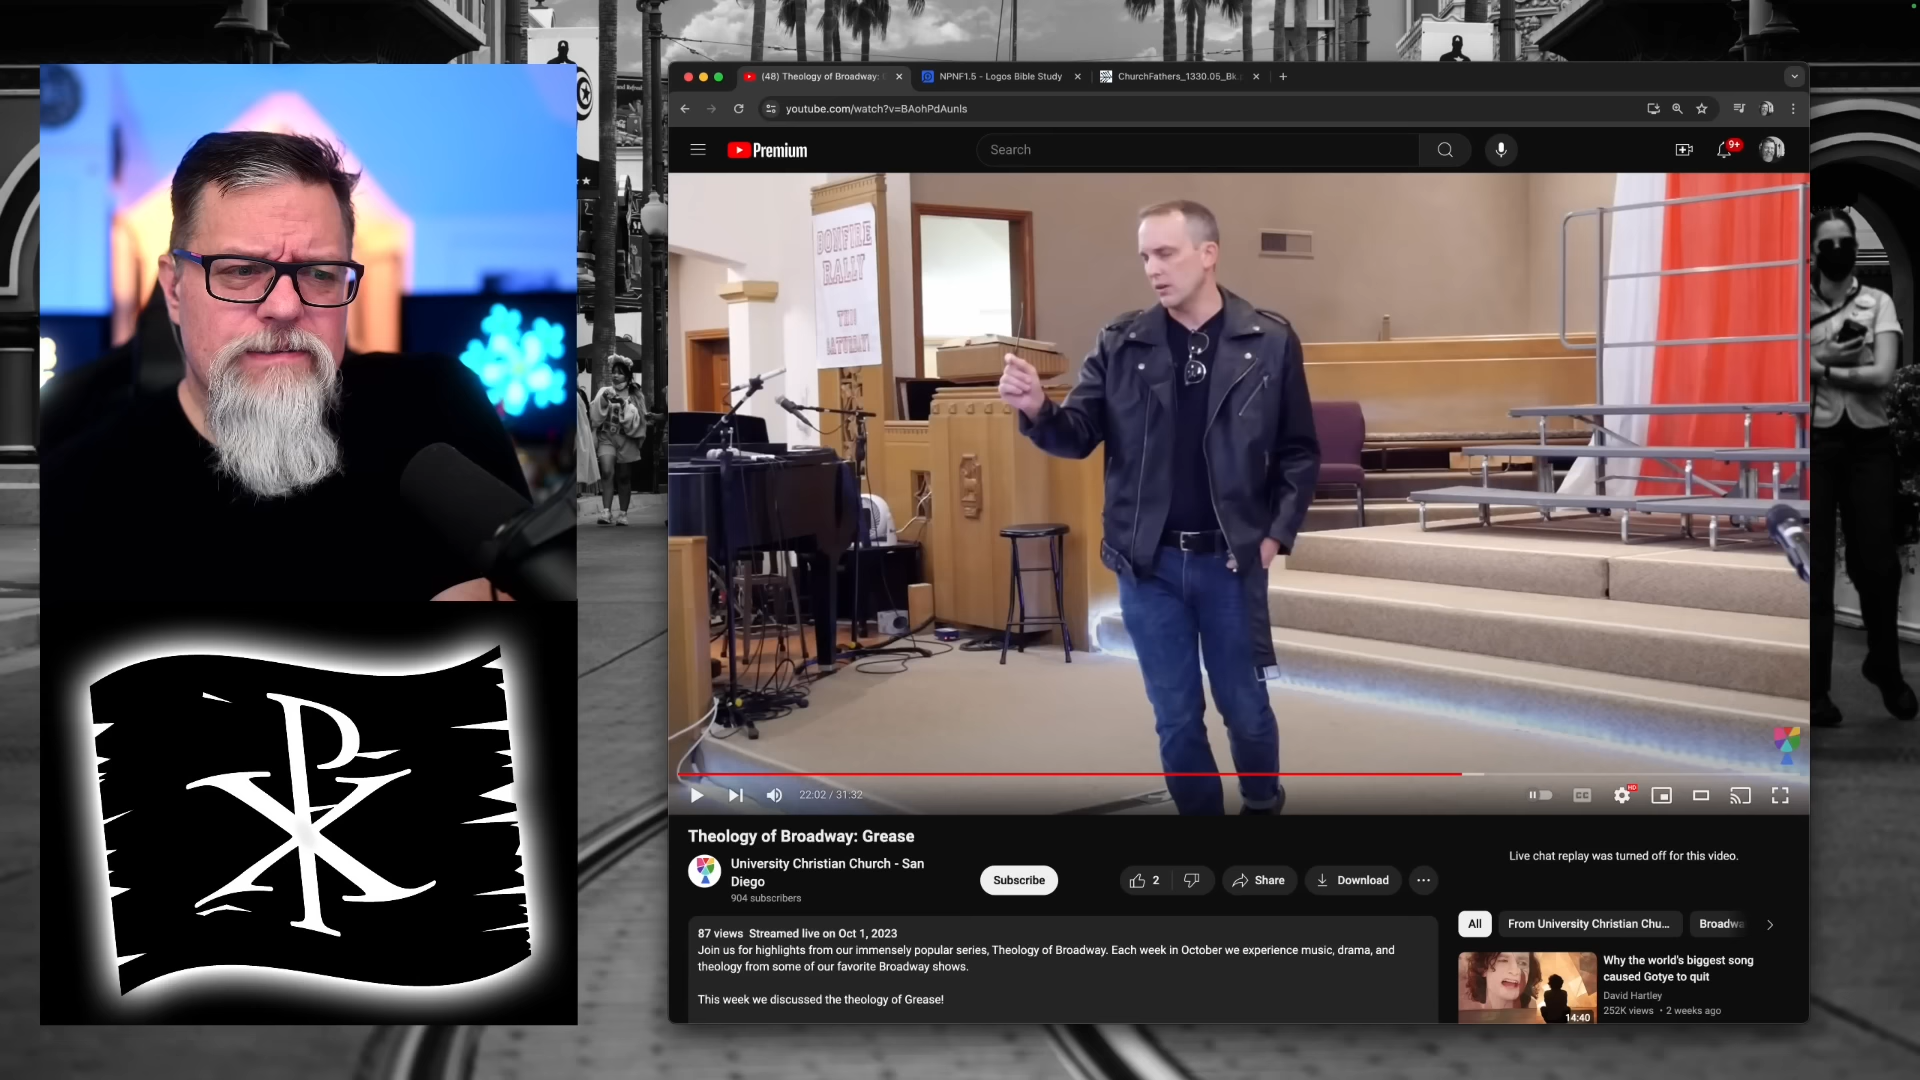 (48) Theology of Broadway:
NPNF1.5 - Logos Bible Study
ChurchFathers_1330.05_Bk
youtube.com/watch?v=BAohPdAunls
Premium
Search
9+
BONFIRE
RALLY
THIS
SATURDAY!
22:02 / 31:32
CC
HD
Theology of Broadway: Grease
University Christian Church - San
Diego
904 subscribers
Subscribe
2
Share
Download
Live chat replay was turned off for this video.
All
From University Christian Chu...
Broadwa
87 views Streamed live on Oct 1, 2023
Join us for highlights from our immensely popular series, Theology of Broadway. Each week in October we experience music, drama, and
theology from some of our favorite Broadway shows.
This week we discussed the theology of Grease!
Why the world's biggest song
caused Gotye to quit
David Hartley
252K views • 2 weeks ago
14:40